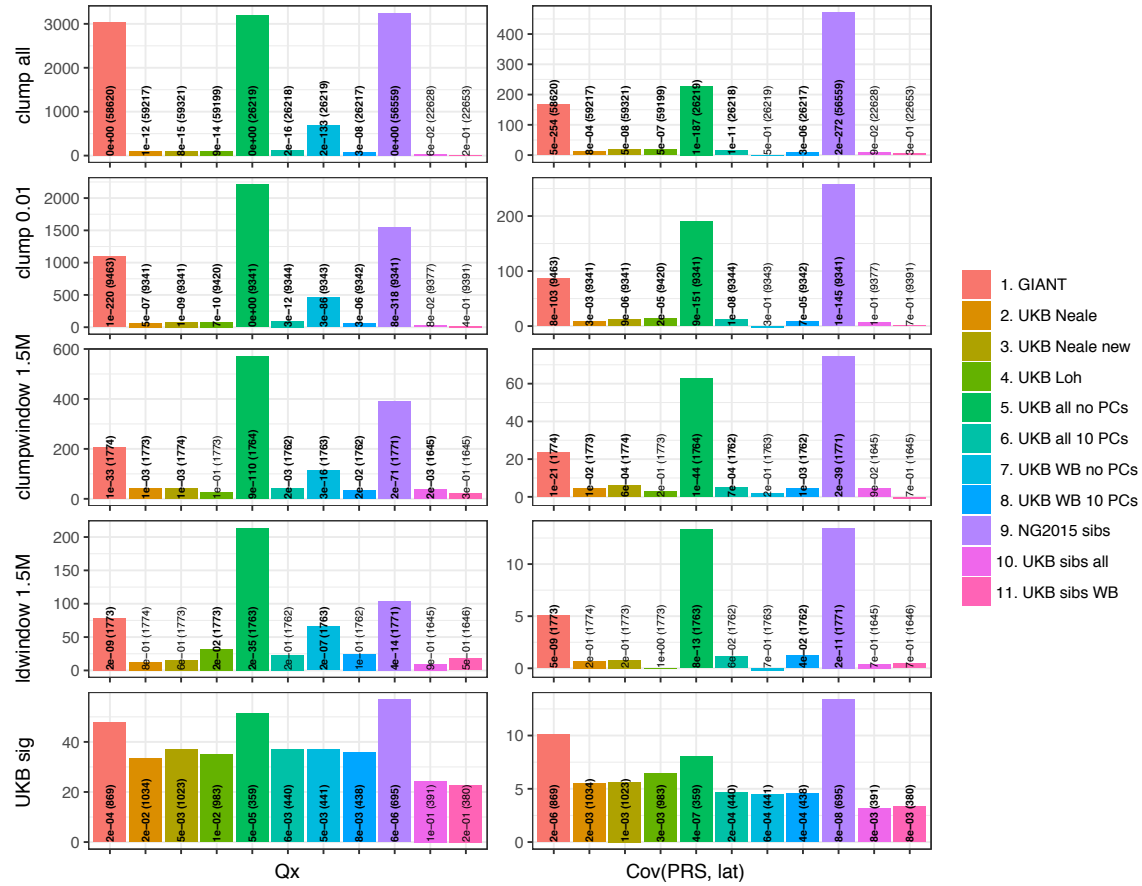 clump all
3000
2000
1000
0
0e+00 (58620)
1e−12 (59217)
8e−15 (59321)
9e−14 (59199)
0e+00 (26219)
2e−16 (26218)
2e−133 (26219)
3e−08 (26217)
0e+00 (56559)
6e−02 (22628)
2e−01 (22653)
400
300
200
100
0
5e−254 (58620)
8e−04 (59217)
5e−08 (59321)
5e−07 (59199)
1e−187 (26219)
1e−11 (26218)
5e−01 (26219)
3e−06 (26217)
2e−272 (56559)
9e−02 (22628)
3e−01 (22653)
clump 0.01
2000
1500
1000
500
0
1e−220 (9463)
5e−07 (9341)
1e−09 (9341)
7e−10 (9420)
0e+00 (9341)
3e−12 (9344)
3e−86 (9343)
3e−06 (9342)
8e−318 (9341)
8e−02 (9377)
4e−01 (9391)
200
100
0
8e−103 (9463)
3e−03 (9341)
9e−06 (9341)
2e−05 (9420)
9e−151 (9341)
1e−08 (9344)
3e−01 (9343)
7e−05 (9342)
1e−145 (9341)
1e−01 (9377)
7e−01 (9391)
clumpwindow 1.5M
600
400
200
0
1e−33 (1774)
1e−03 (1773)
1e−03 (1774)
1e−01 (1773)
9e−110 (1764)
2e−03 (1762)
3e−16 (1763)
2e−02 (1762)
2e−71 (1771)
2e−03 (1645)
3e−01 (1645)
60
40
20
0
1e−21 (1774)
1e−02 (1773)
6e−04 (1774)
2e−01 (1773)
1e−44 (1764)
7e−04 (1762)
2e−01 (1763)
1e−03 (1762)
2e−39 (1771)
9e−02 (1645)
7e−01 (1645)
ldwindow 1.5M
200
150
100
50
0
2e−09 (1773)
8e−01 (1774)
6e−01 (1773)
2e−02 (1773)
2e−35 (1763)
2e−01 (1762)
2e−07 (1763)
1e−01 (1762)
4e−14 (1771)
9e−01 (1645)
5e−01 (1646)
10
5
0
5e−09 (1773)
2e−01 (1774)
2e−01 (1773)
1e+00 (1773)
8e−13 (1763)
6e−02 (1762)
7e−01 (1763)
4e−02 (1762)
2e−11 (1771)
7e−01 (1645)
7e−01 (1646)
UKB sig
40
20
0
2e−04 (869)
2e−02 (1034)
5e−03 (1023)
1e−02 (983)
5e−05 (359)
6e−03 (440)
5e−03 (441)
8e−03 (438)
6e−06 (695)
1e−01 (391)
2e−01 (380)
10
5
0
2e−06 (869)
2e−03 (1034)
1e−03 (1023)
3e−03 (983)
4e−07 (359)
2e−04 (440)
6e−04 (441)
4e−04 (438)
8e−08 (695)
8e−03 (391)
8e−03 (380)
Qx
Cov(PRS, lat)
1. GIANT
2. UKB Neale
3. UKB Neale new
4. UKB Loh
5. UKB all no PCs
6. UKB all 10 PCs
7. UKB WB no PCs
8. UKB WB 10 PCs
9. NG2015 sibs
10. UKB sibs all
11. UKB sibs WB